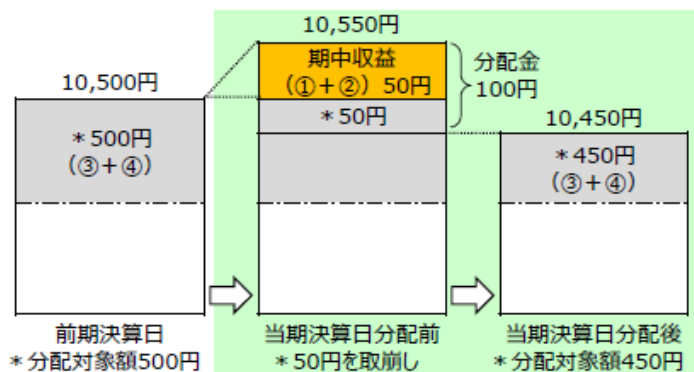 10,550円
期中収益
(①+②) 50円
分配金
100円
10,500円
*50円
10,450円
*500円
(③+④)
*450円
(③+④)
前期決算日
*分配対象額500円
当期決算日分配前
*50円を取崩し
当期決算日分配後
*分配対象額450円